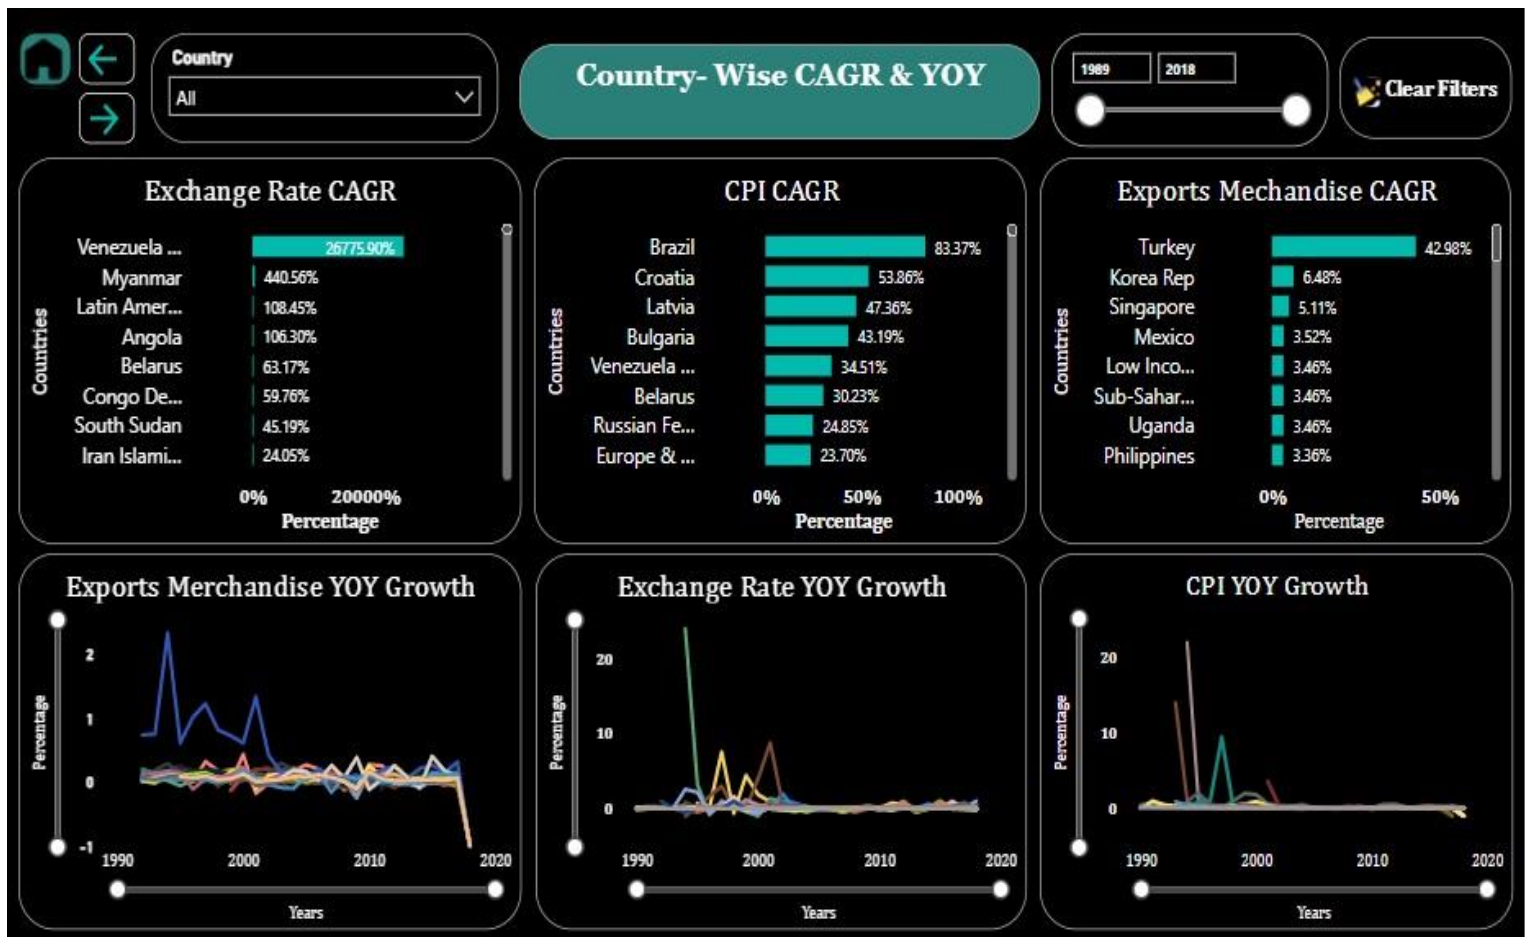 Country
All
Country- Wise CAGR & YOY
1989
2018
Clear Filters
Exchange Rate CAGR
Countries
Venezuela ... 26775.90%
Myanmar 440.56%
Latin Amer... 108.45%
Angola 106.30%
Belarus 63.17%
Congo De... 59.76%
South Sudan 45.19%
Iran Islami... 24.05%
0% 20000%
Percentage
CPI CAGR
Countries
Brazil 83.37%
Croatia 53.86%
Latvia 47.36%
Bulgaria 43.19%
Venezuela ... 34.51%
Belarus 30.23%
Russian Fe... 24.85%
Europe & ... 23.70%
0% 50% 100%
Percentage
Exports Mechandise CAGR
Countries
Turkey 42.98%
Korea Rep 6.48%
Singapore 5.11%
Mexico 3.52%
Low Inco... 3.46%
Sub-Sahar... 3.46%
Uganda 3.46%
Philippines 3.36%
0% 50%
Percentage
Exports Merchandise YOY Growth
Percentage
2
1
0
-1
1990 2000 2010 2020
Years
Exchange Rate YOY Growth
Percentage
20
10
0
1990 2000 2010 2020
Years
CPI YOY Growth
Percentage
20
10
0
1990 2000 2010 2020
Years